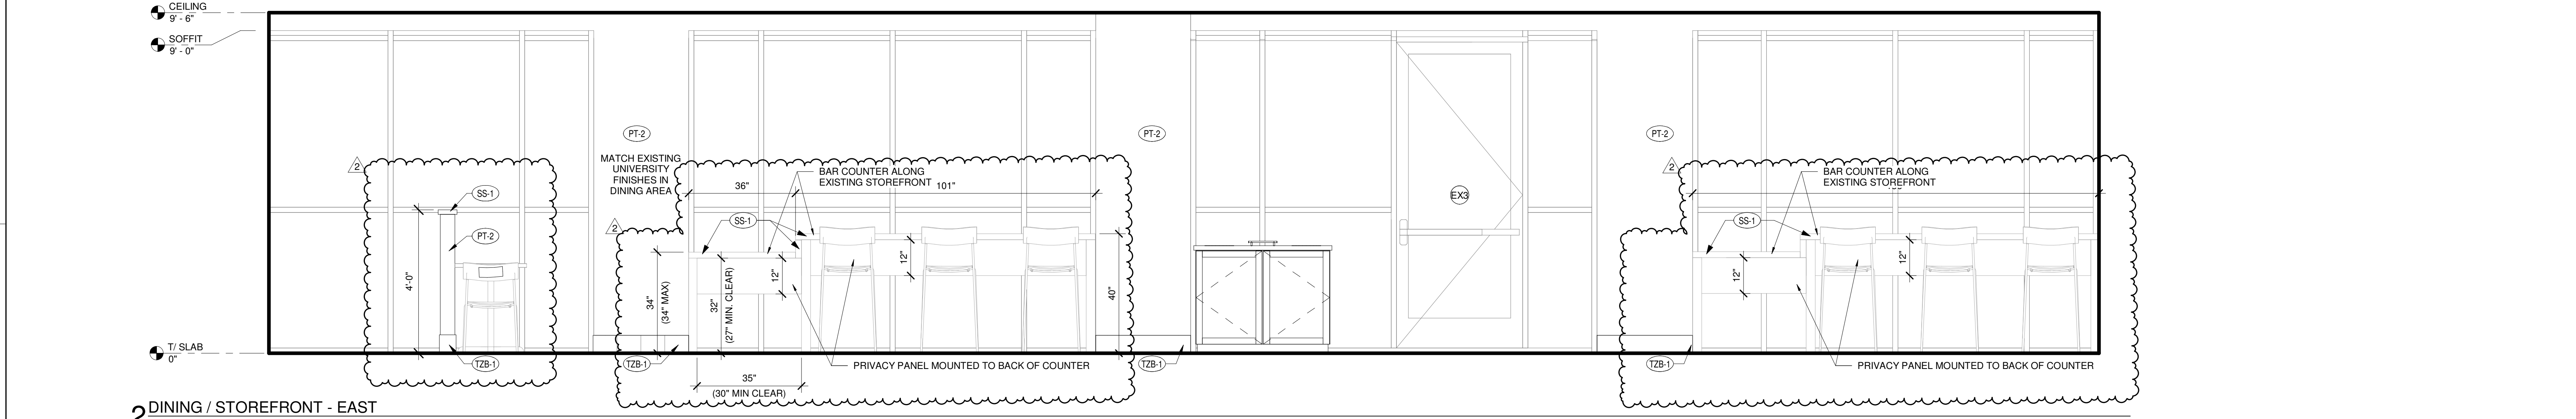 CEILING
9' - 6"
SOFFIT
9' - 0"
T/ SLAB
0"
2
SS-1
PT-2
4'-0"
TZB-1
PT-2
MATCH EXISTING
UNIVERSITY
FINISHES IN
DINING AREA
2
36"
BAR COUNTER ALONG
EXISTING STOREFRONT
101"
SS-1
34"
(34" MAX)
32"
(27" MIN. CLEAR)
12"
12"
40"
TZB-1
PRIVACY PANEL MOUNTED TO BACK OF COUNTER
35"
(30" MIN CLEAR)
PT-2
TZB-1
EX3
PT-2
2
BAR COUNTER ALONG
EXISTING STOREFRONT
SS-1
12"
12"
TZB-1
PRIVACY PANEL MOUNTED TO BACK OF COUNTER
DINING / STOREFRONT - EAST